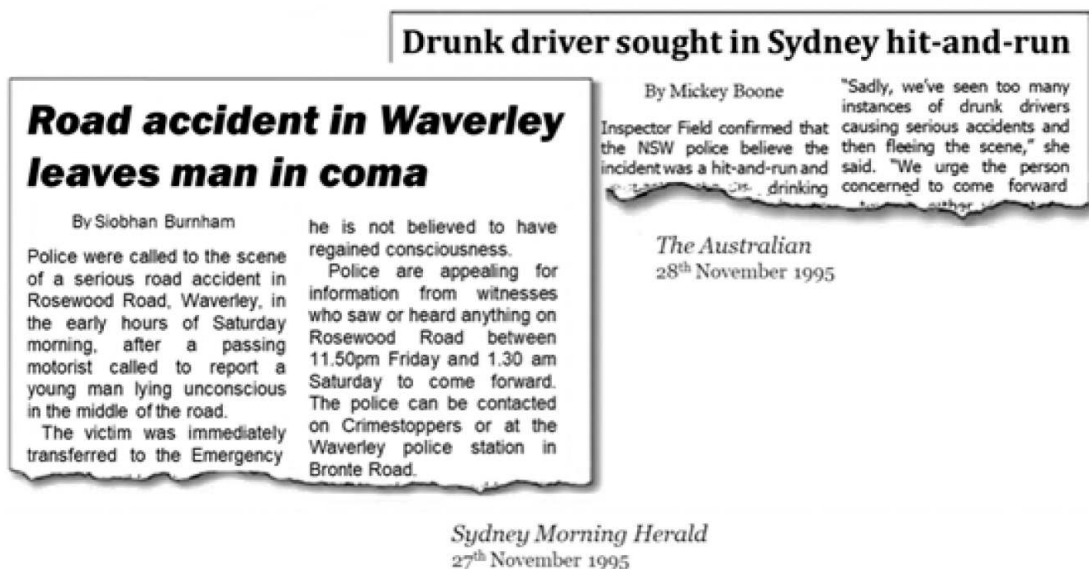 Drunk driver sought in Sydney hit-and-run
By Mickey Boone
Inspector Field confirmed that
the NSW police believe the
incident was a hit-and-run and
drinking
"Sadly, we've seen too many
instances of drunk drivers
causing serious accidents and
then fleeing the scene," she
said. "We urge the person
concerned to come forward
The Australian
28th November 1995
Road accident in Waverley
leaves man in coma
By Siobhan Burnham
Police were called to the scene
of a serious road accident in
Rosewood Road, Waverley, in
the early hours of Saturday
morning, after a passing
motorist called to report a
young man lying unconscious
in the middle of the road.
The victim was immediately
transferred to the Emergency
he is not believed to have
regained consciousness.
Police are appealing for
information from witnesses
who saw or heard anything on
Rosewood Road between
11.50pm Friday and 1.30 am
Saturday to come forward.
The police can be contacted
on Crimestoppers or at the
Waverley police station in
Bronte Road.
Sydney Morning Herald
27th November 1995